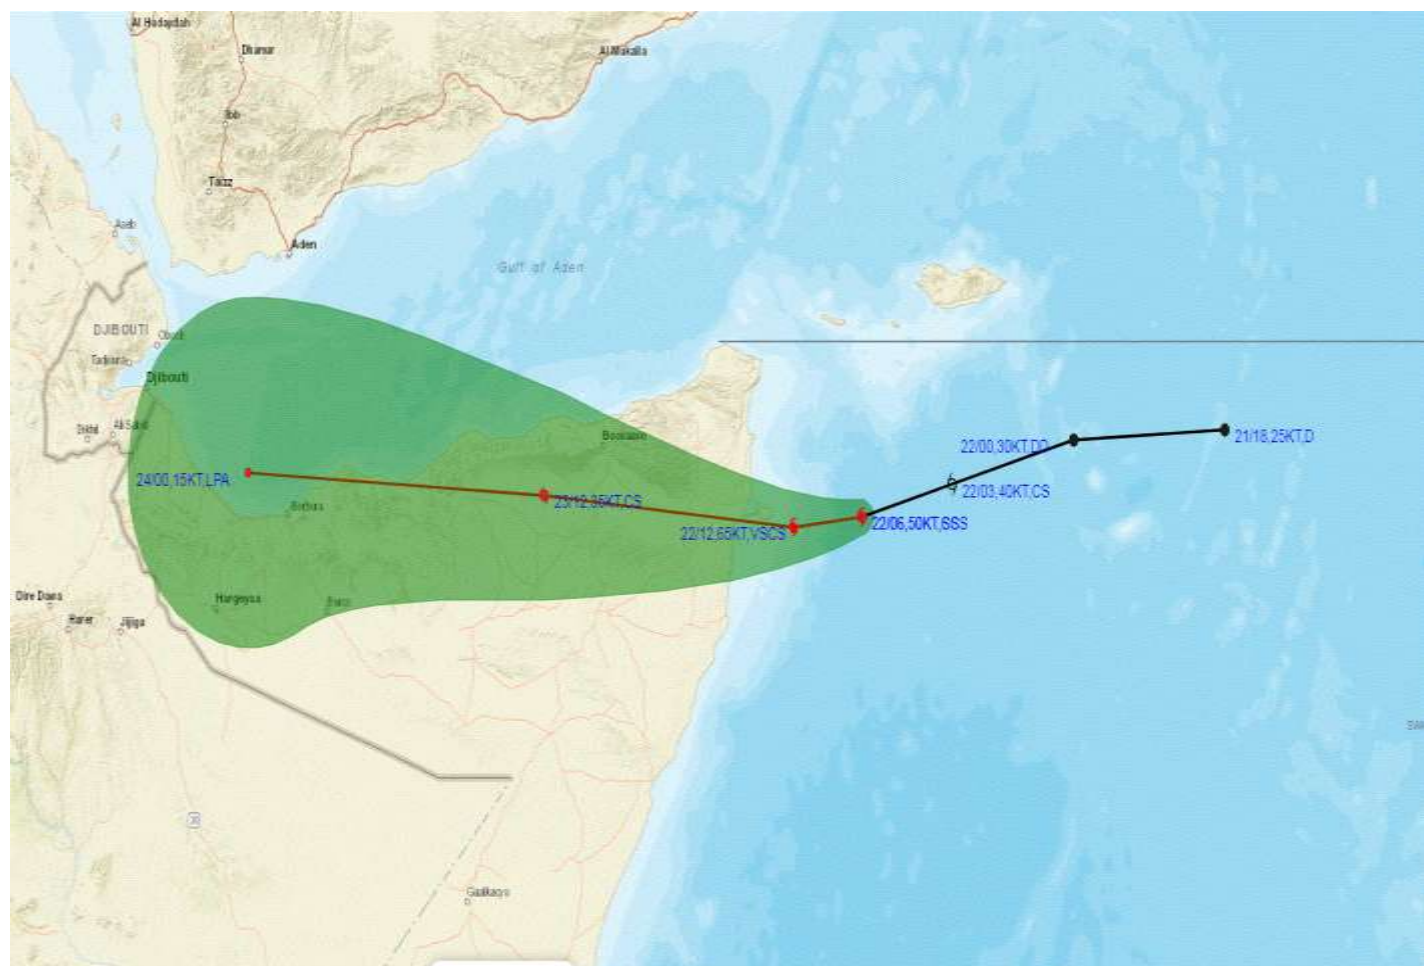 Al Hudaydah
Dhamar
Al Mukalla
Ibb
Taizz
Aseb
Aden
Gulf of Aden
DJIBOUTI
Obock
Tadjoura
Djibouti
Dikhil
Ali Sabih
Boosaaso
22/00,30KT,DD
21/18,25KT,D
24/00,15KT,LPA
23/12,35KT,CS
22/03,40KT,CS
Berbera
22/12,65KT,VSCS
22/06,50KT,SSS
Dire Dawa
Hargeysa
Burco
Harer
Jijiga
Gaalkacyo